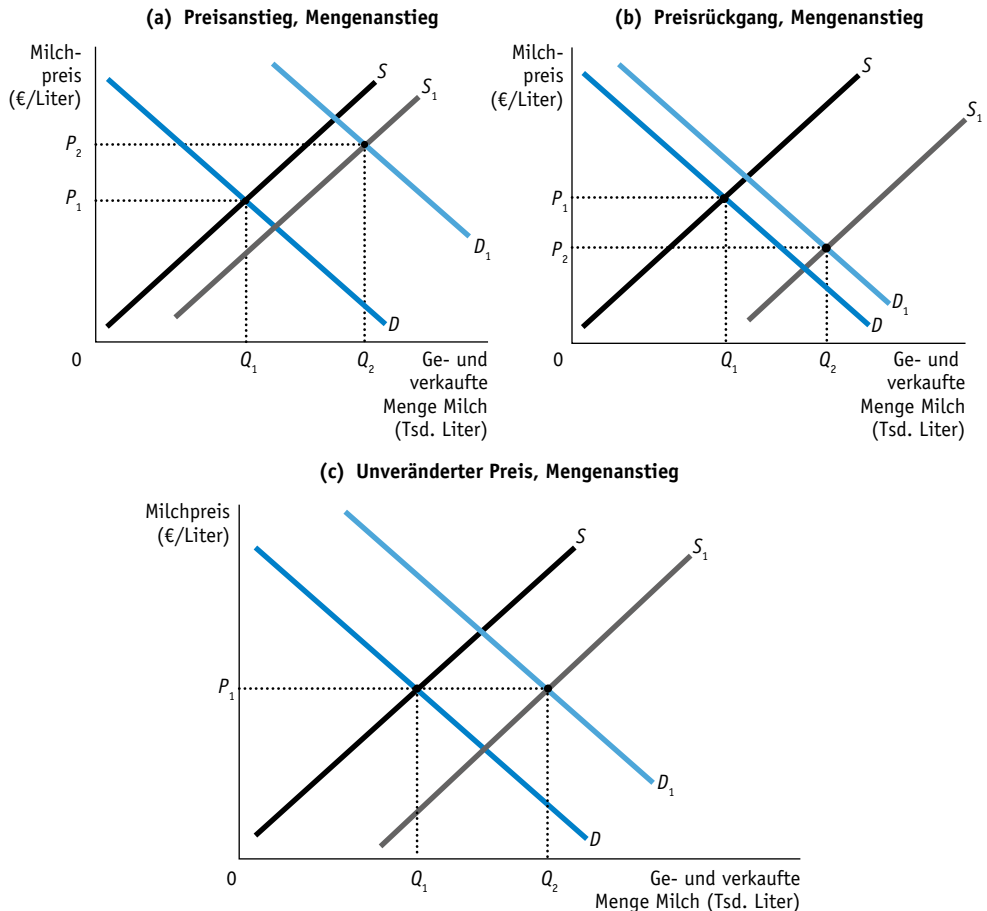 (a) Preisanstieg, Mengenanstieg
Milch-
preis
(€/Liter)
S
S₁
P₂
P₁
D₁
D
0
Q₁
Q₂
Ge- und
verkaufte
Menge Milch
(Tsd. Liter)
(b) Preisrückgang, Mengenanstieg
Milch-
preis
(€/Liter)
S
S₁
P₁
P₂
D₁
D
0
Q₁
Q₂
Ge- und
verkaufte
Menge Milch
(Tsd. Liter)
(c) Unveränderter Preis, Mengenanstieg
Milchpreis
(€/Liter)
S
S₁
P₁
D₁
D
0
Q₁
Q₂
Ge- und verkaufte
Menge Milch (Tsd. Liter)